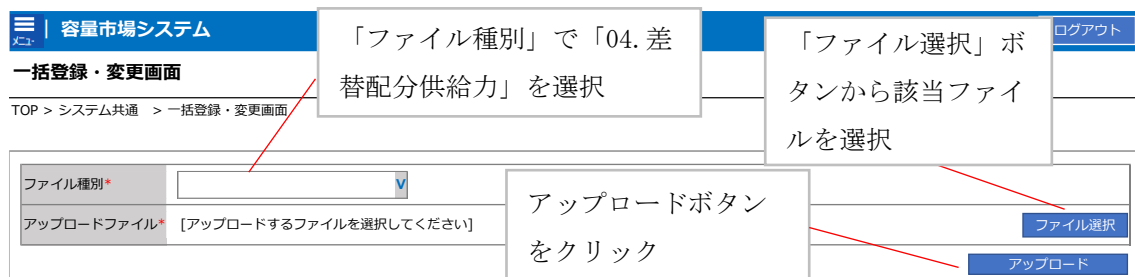 容量市場システム
メニュー
ログアウト
一括登録・変更画面
TOP > システム共通 > 一括登録・変更画面
「ファイル種別」で「04.差
替配分供給力」を選択
「ファイル選択」ボ
タンから該当ファイ
ルを選択
ファイル種別*
V
アップロードファイル* [アップロードするファイルを選択してください]
ファイル選択
アップロードボタン
をクリック
アップロード